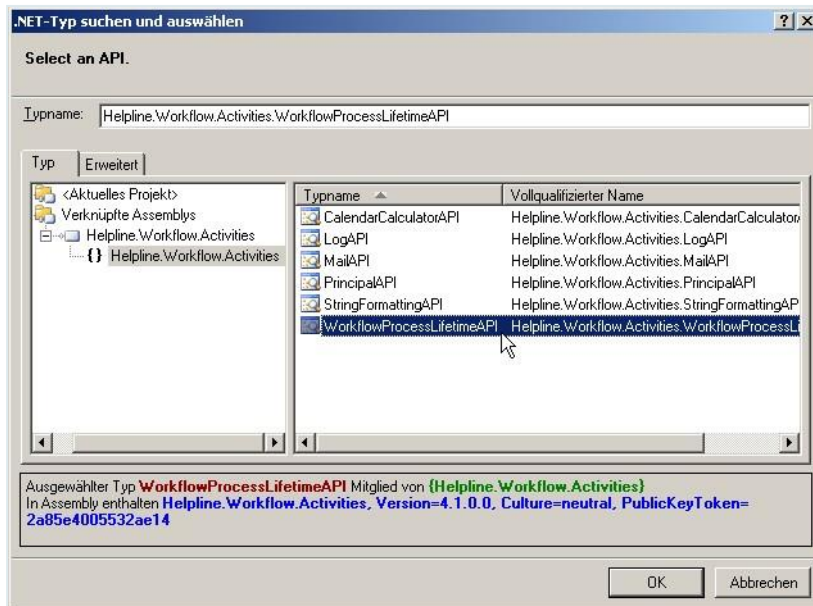 .NET-Typ suchen und auswählen
Select an API.
Typname: Helpline.Workflow.Activities.WorkflowProcessLifetimeAPI
Typ Erweitert
<Aktuelles Projekt>
Verknüpfte Assemblys
Helpline.Workflow.Activities
{} Helpline.Workflow.Activities
Typname Vollqualifizierter Name
CalendarCalculatorAPI Helpline.Workflow.Activities.CalendarCalculator
LogAPI Helpline.Workflow.Activities.LogAPI
MailAPI Helpline.Workflow.Activities.MailAPI
PrincipalAPI Helpline.Workflow.Activities.PrincipalAPI
StringFormattingAPI Helpline.Workflow.Activities.StringFormattingAP
WorkflowProcessLifetimeAPI Helpline.Workflow.Activities.WorkflowProcessLi
Ausgewählter Typ WorkflowProcessLifetimeAPI Mitglied von {Helpline.Workflow.Activities}
In Assembly enthalten Helpline.Workflow.Activities, Version=4.1.0.0, Culture=neutral, PublicKeyToken=
2a85e4005532ae14
OK Abbrechen